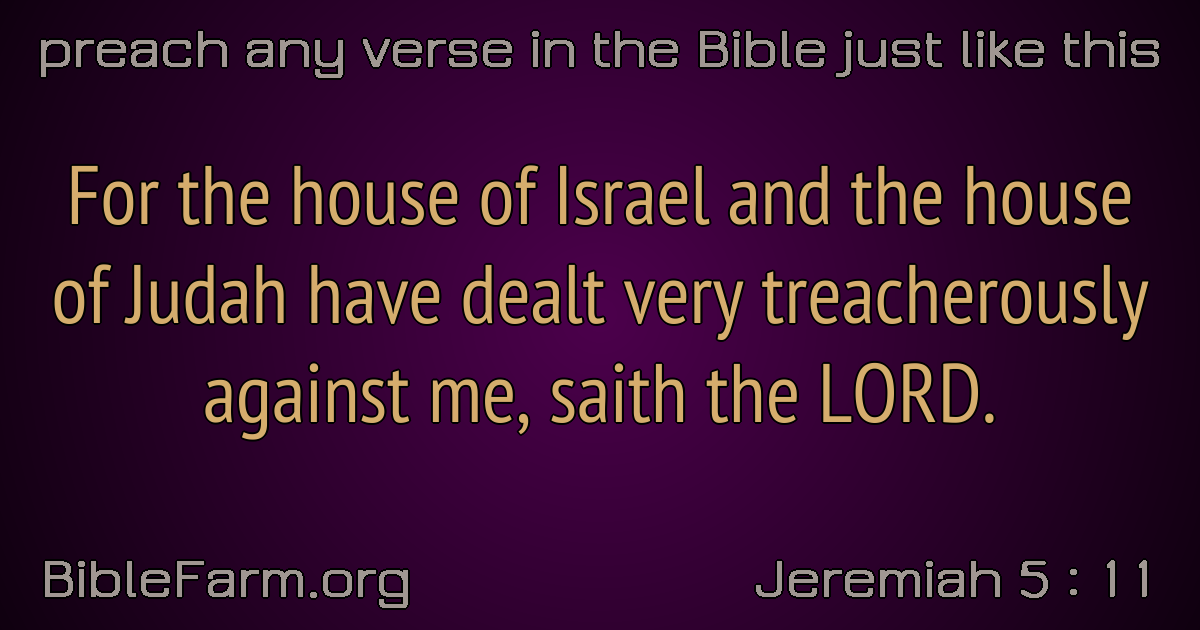 preach any verse in the Bible just like this
For the house of Israel and the house
of Judah have dealt very treacherously
against me, saith the LORD.
BibleFarm.org
Jeremiah 5 : 11